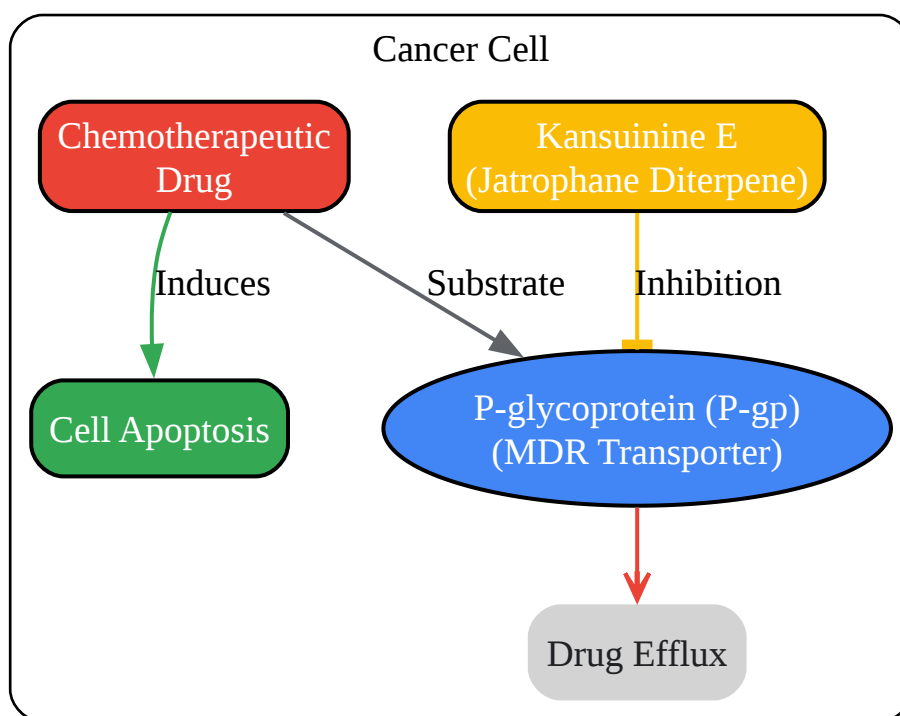 Cancer Cell
Chemotherapeutic
Drug
Kansuinine E
(Jatrophane Diterpene)
Induces
Substrate
Inhibition
Cell Apoptosis
P-glycoprotein (P-gp)
(MDR Transporter)
Drug Efflux